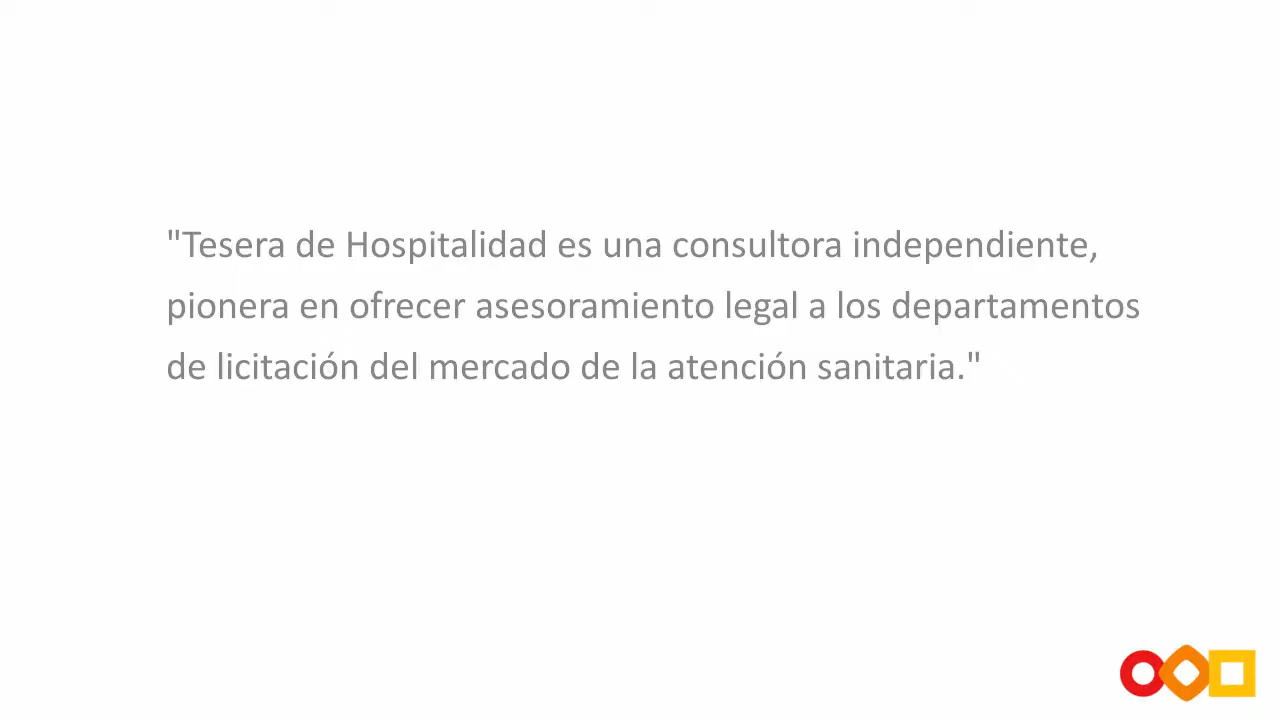 "Tesera de Hospitalidad es una consultora independiente,
pionera en ofrecer asesoramiento legal a los departamentos
de licitación del mercado de la atención sanitaria."